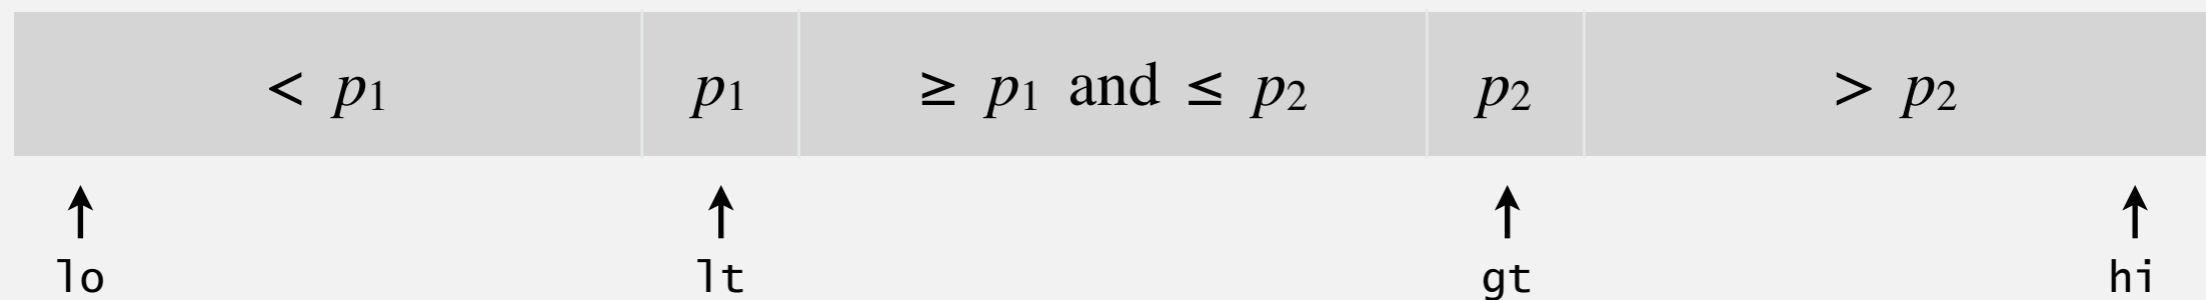 < p1 p1 ≥ p1 and ≤ p2 p2 > p2
lo lt gt hi